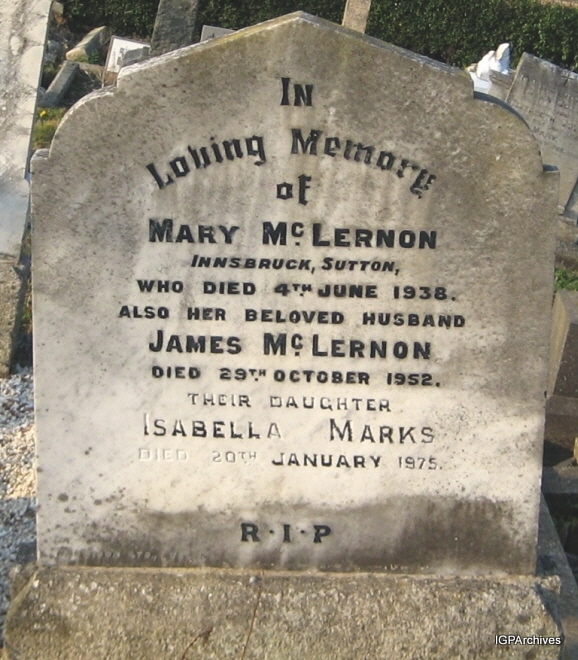 In
Loving Memory
of
MARY McLERNON
INNSBRUCK, SUTTON,
WHO DIED 4TH JUNE 1938.
ALSO HER BELOVED HUSBAND
JAMES McLERNON
DIED 29TH OCTOBER 1952.
THEIR DAUGHTER
ISABELLA MARKS
DIED 20TH JANUARY 1975.
R·I·P
IGPArchives